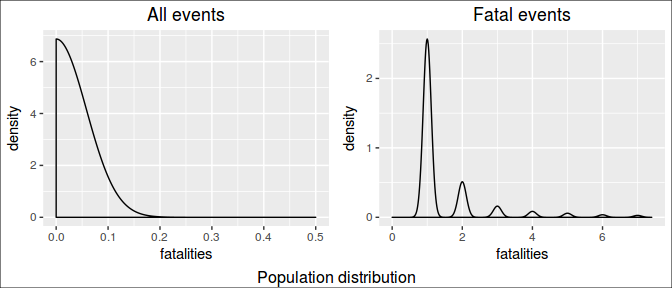 All events
Fatal events
density
6
4
2
0
0.0 0.1 0.2 0.3 0.4 0.5
fatalities
density
2
1
0
0 2 4 6
fatalities
Population distribution